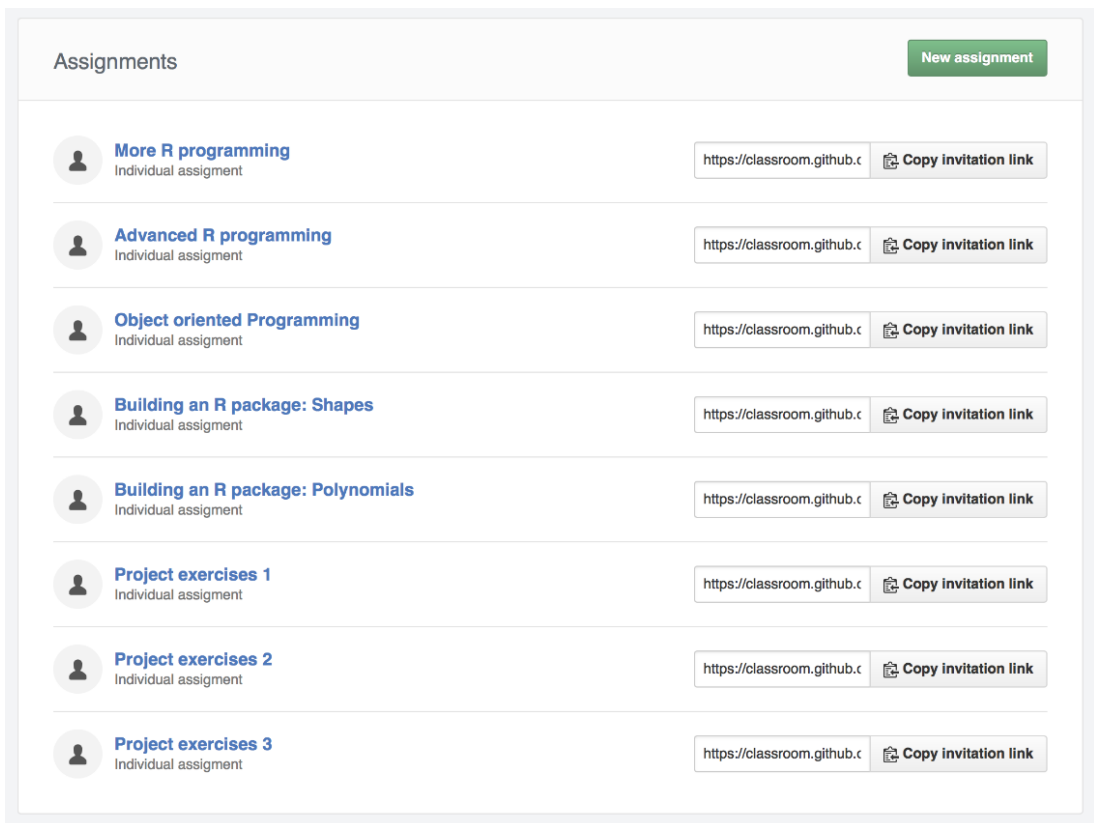 Assignments
New assignment
More R programming
Individual assigment
https://classroom.github.c
Copy invitation link
Advanced R programming
Individual assigment
https://classroom.github.c
Copy invitation link
Object oriented Programming
Individual assigment
https://classroom.github.c
Copy invitation link
Building an R package: Shapes
Individual assigment
https://classroom.github.c
Copy invitation link
Building an R package: Polynomials
Individual assigment
https://classroom.github.c
Copy invitation link
Project exercises 1
Individual assigment
https://classroom.github.c
Copy invitation link
Project exercises 2
Individual assigment
https://classroom.github.c
Copy invitation link
Project exercises 3
Individual assigment
https://classroom.github.c
Copy invitation link